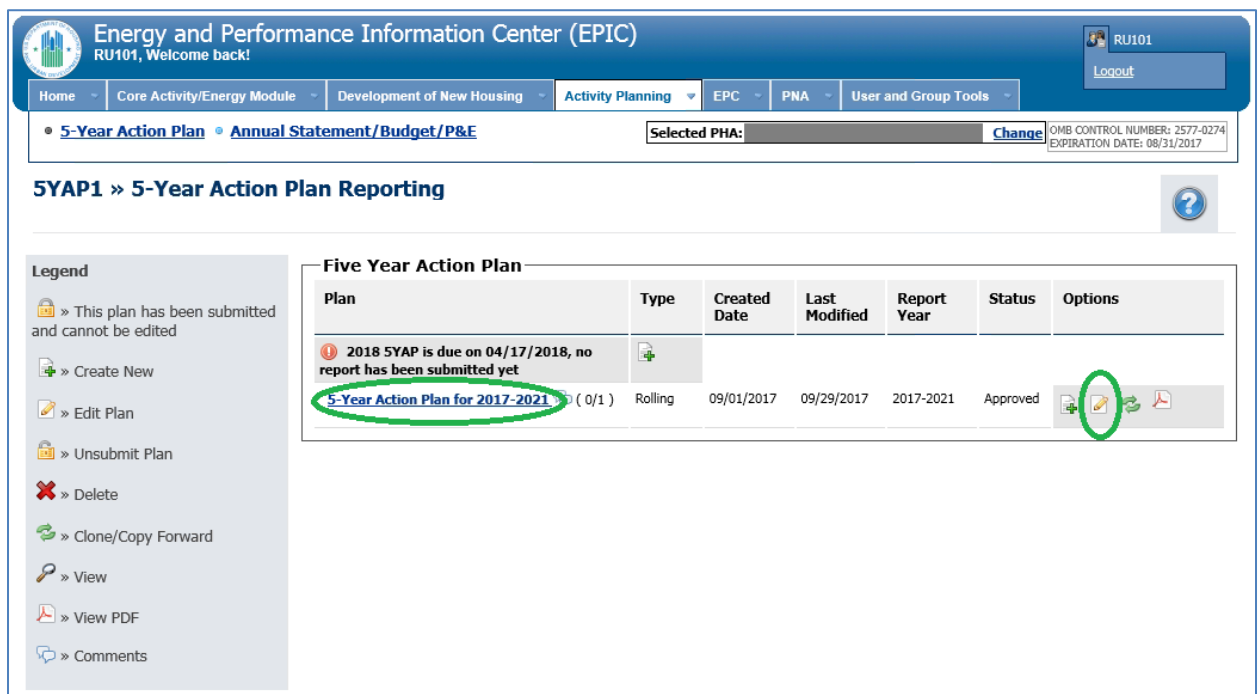 Energy and Performance Information Center (EPIC)
RU101, Welcome back!
RU101
Logout
Home Core Activity/Energy Module Development of New Housing Activity Planning EPC PNA User and Group Tools
5-Year Action Plan Annual Statement/Budget/P&E
Selected PHA: Change
OMB CONTROL NUMBER: 2577-0274
EXPIRATION DATE: 08/31/2017
5YAP1 » 5-Year Action Plan Reporting
Legend
» This plan has been submitted
and cannot be edited
» Create New
» Edit Plan
» Unsubmit Plan
» Delete
» Clone/Copy Forward
» View
» View PDF
» Comments
Five Year Action Plan
Plan Type Created Date Last Modified Report Year Status Options
2018 5YAP is due on 04/17/2018, no
report has been submitted yet
5-Year Action Plan for 2017-2021 ( 0/1 ) Rolling 09/01/2017 09/29/2017 2017-2021 Approved